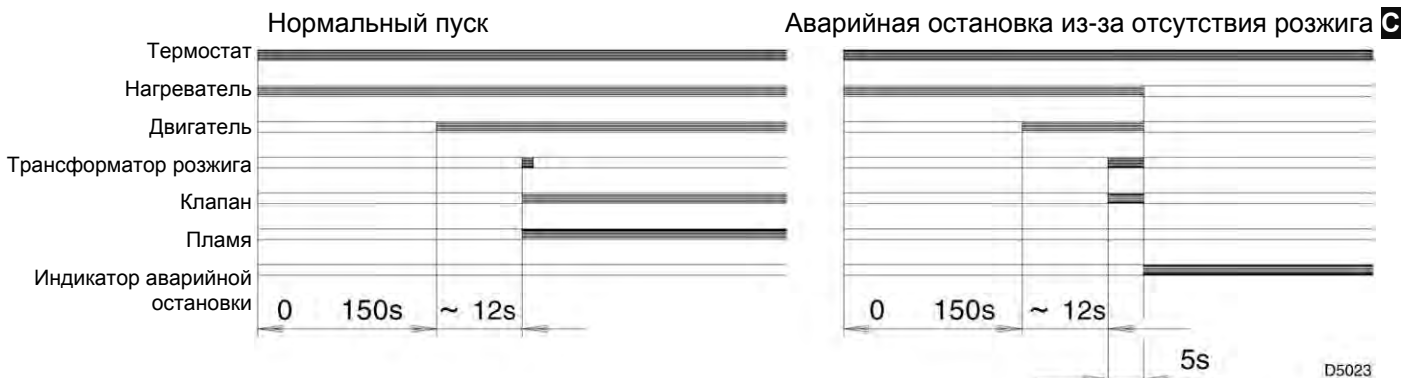 Нормальный пуск
Аварийная остановка из-за отсутствия розжига C
Термостат
Нагреватель
Двигатель
Трансформатор розжига
Клапан
Пламя
Индикатор аварийной
остановки
0 150s ~ 12s
0 150s ~ 12s
5s
D5023